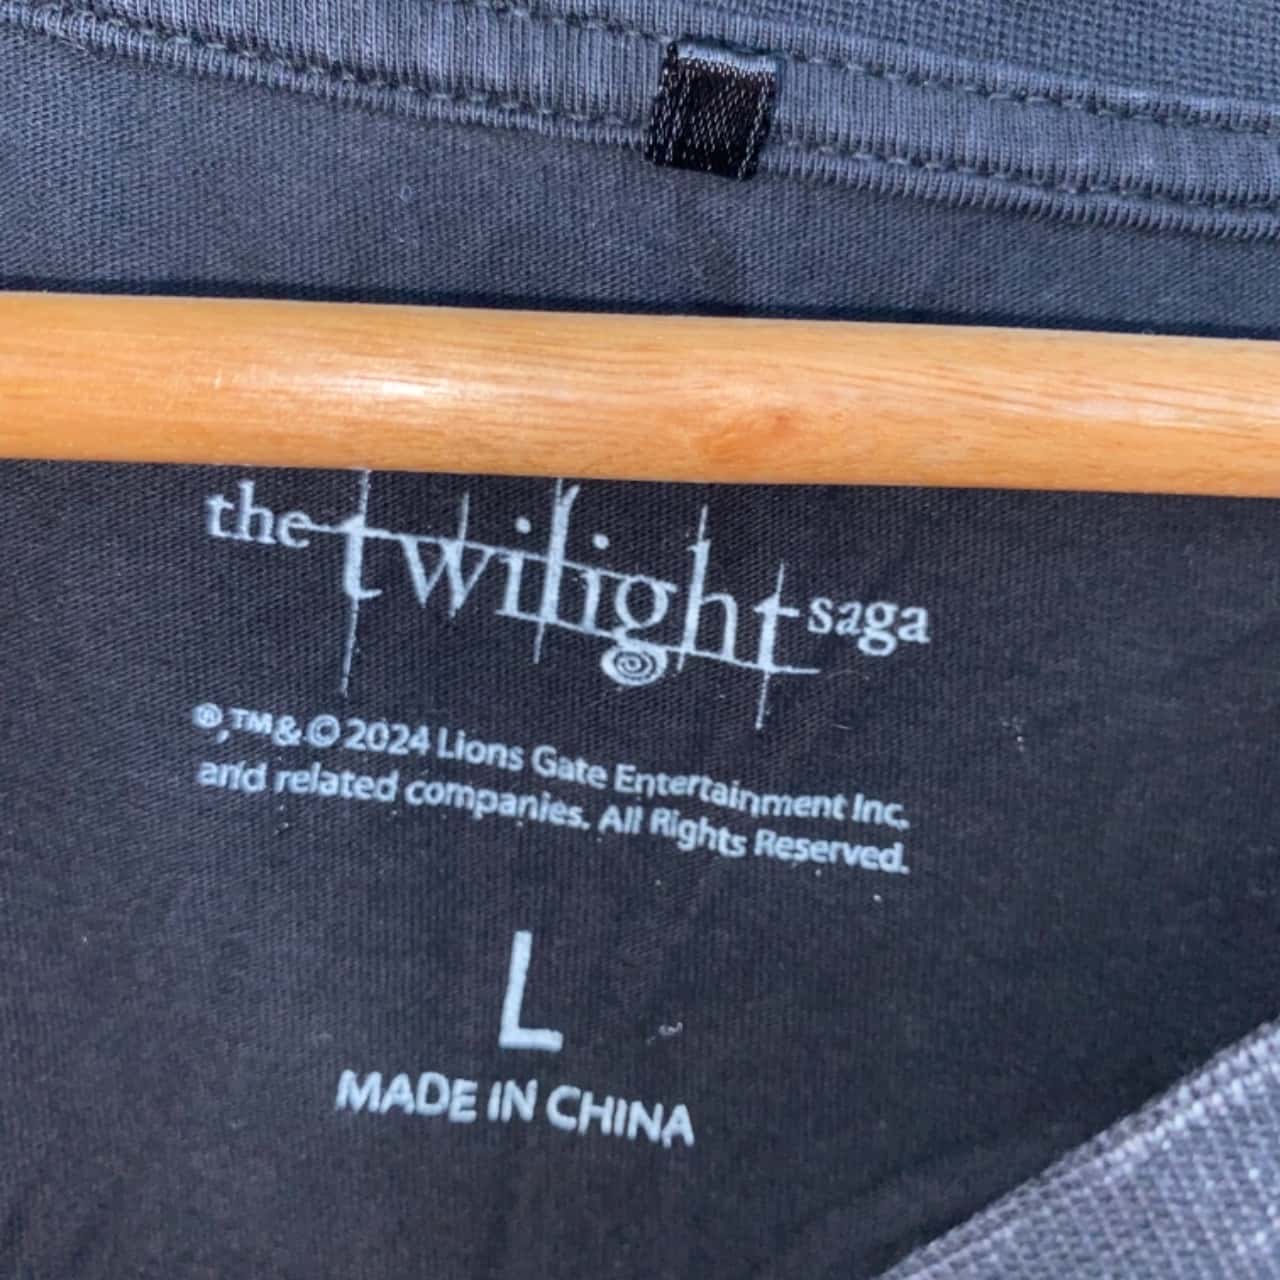 the twilight saga
®,™ & © 2024 Lions Gate Entertainment Inc.
and related companies. All Rights Reserved.
L
MADE IN CHINA